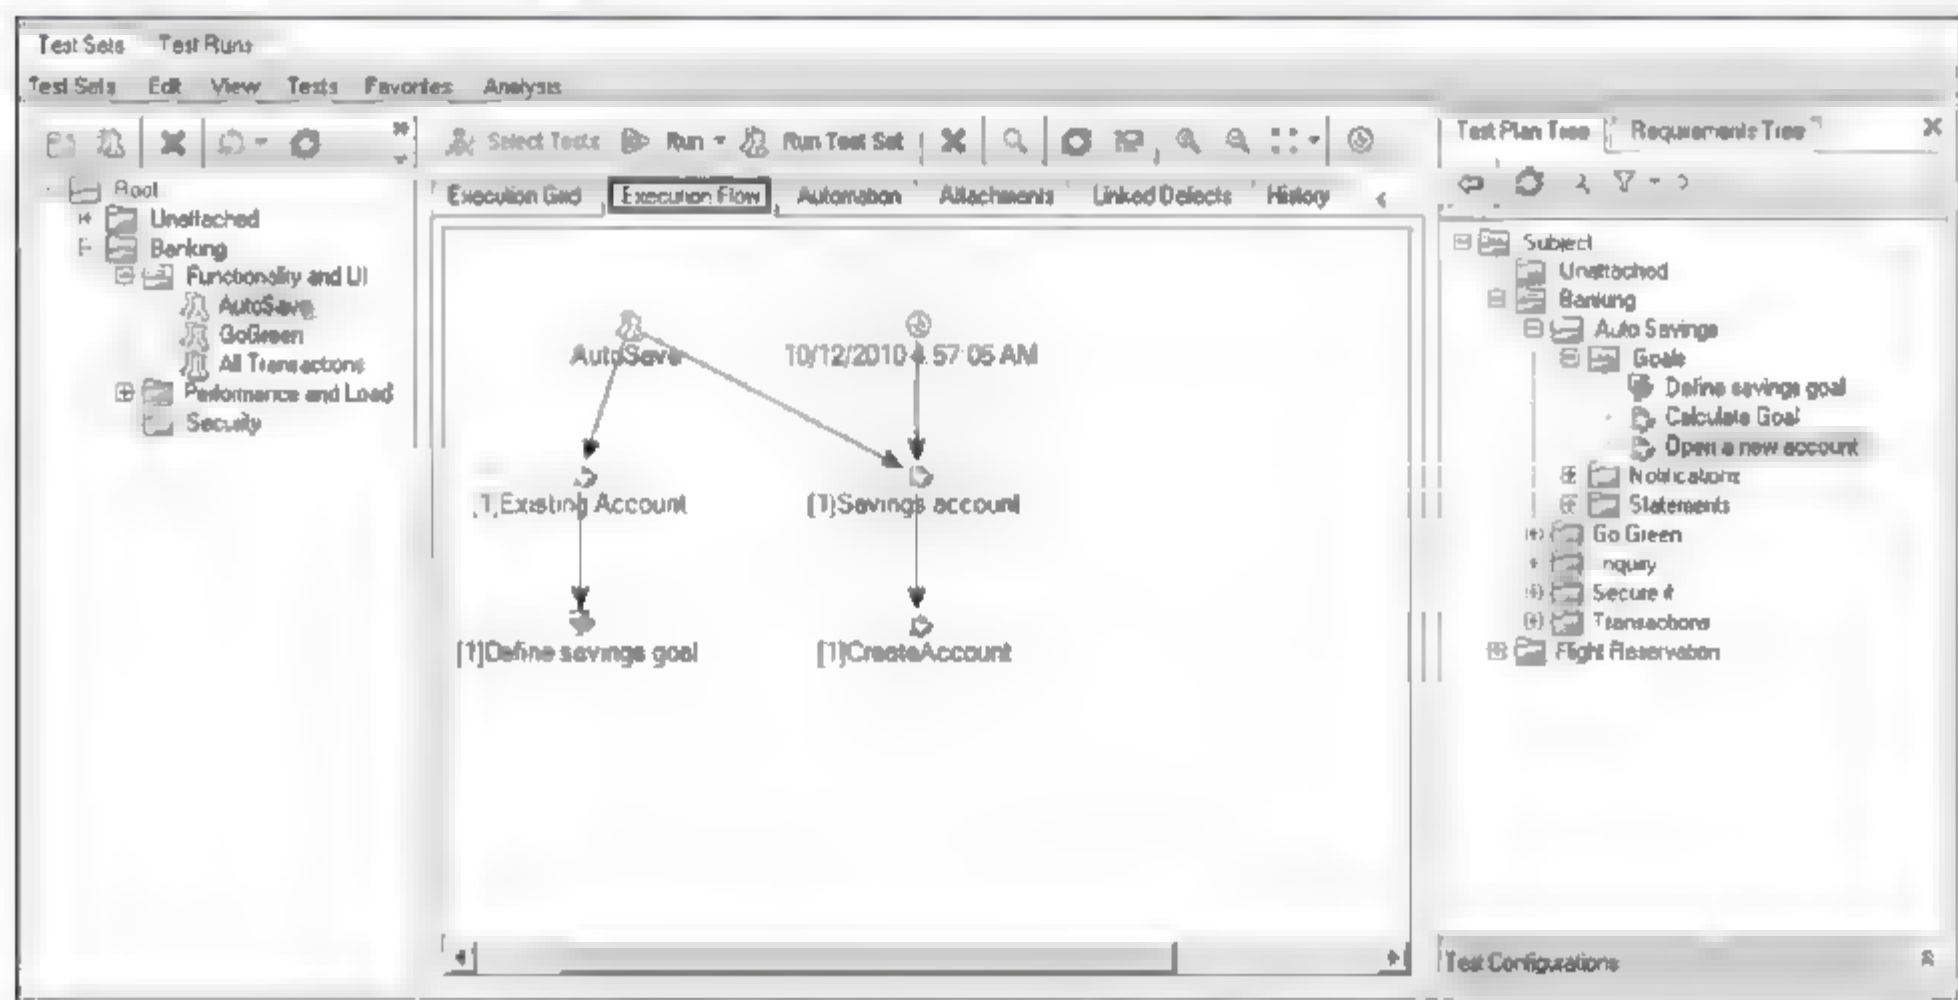 Test Sets Test Runs
Test Sets Edit View Tests Favorites Analysis
Select Tests Run Run Test Set
Test Plan Tree Requirements Tree
Execution Grid Execution Flow Automation Attachments Linked Defects History
Root
Unattached
Banking
Functionality and UI
AutoSave
GoGreen
All Transactions
Performance and Load
Security
AutoSave
10/12/2010 :57:05 AM
[1]Existing Account
[1]Savings account
[1]Define savings goal
[1]CreateAccount
Subject
Unattached
Banking
Auto Savings
Goals
Define savings goal
Calculate Goal
Open a new account
Notifications
Statements
Go Green
Inquiry
Secure it
Transactions
Flight Reservation
Test Configurations